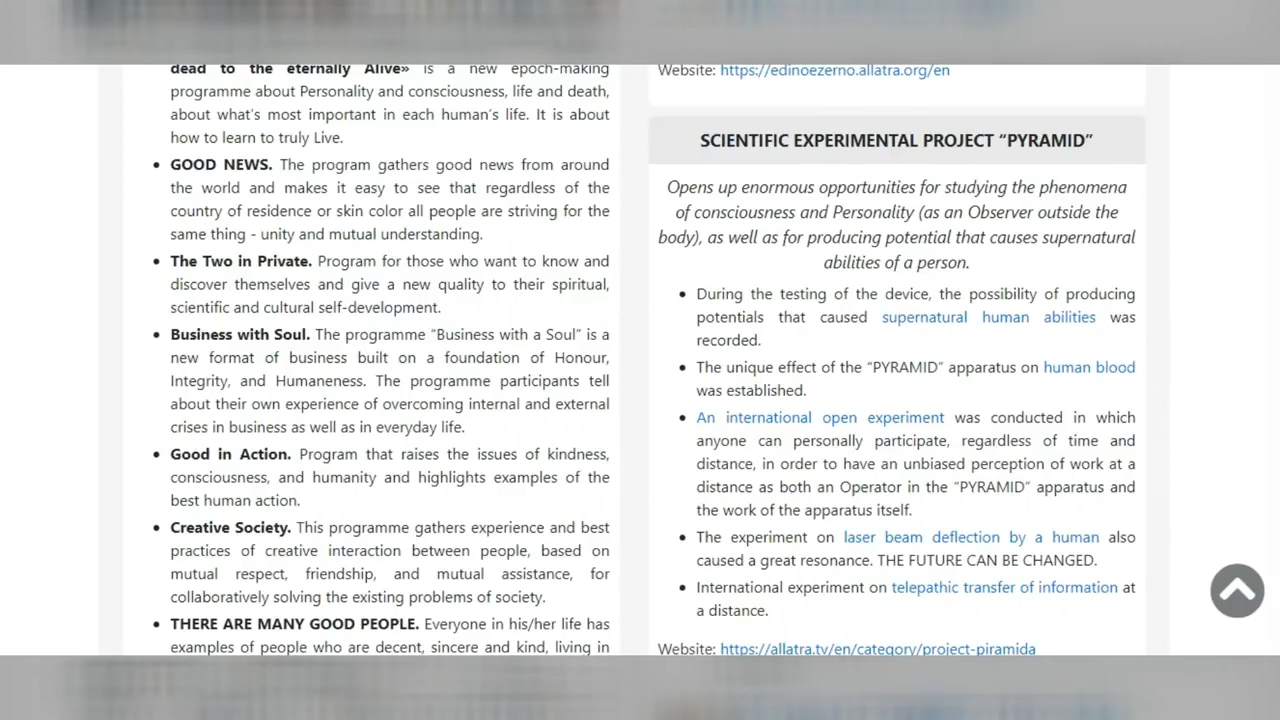 dead to the eternally Alive» is a new epoch-making
programme about Personality and consciousness, life and death,
about what's most important in each human's life. It is about
how to learn to truly Live.
• GOOD NEWS. The program gathers good news from around
the world and makes it easy to see that regardless of the
country of residence or skin color all people are striving for the
same thing - unity and mutual understanding.
• The Two in Private. Program for those who want to know and
discover themselves and give a new quality to their spiritual,
scientific and cultural self-development.
• Business with Soul. The programme “Business with a Soul” is a
new format of business built on a foundation of Honour,
Integrity, and Humaneness. The programme participants tell
about their own experience of overcoming internal and external
crises in business as well as in everyday life.
• Good in Action. Program that raises the issues of kindness,
consciousness, and humanity and highlights examples of the
best human action.
• Creative Society. This programme gathers experience and best
practices of creative interaction between people, based on
mutual respect, friendship, and mutual assistance, for
collaboratively solving the existing problems of society.
• THERE ARE MANY GOOD PEOPLE. Everyone in his/her life has
examples of people who are decent, sincere and kind, living in
Website: https://edinoezerno.allatra.org/en
SCIENTIFIC EXPERIMENTAL PROJECT “PYRAMID”
Opens up enormous opportunities for studying the phenomena
of consciousness and Personality (as an Observer outside the
body), as well as for producing potential that causes supernatural
abilities of a person.
• During the testing of the device, the possibility of producing
potentials that caused supernatural human abilities was
recorded.
• The unique effect of the “PYRAMID” apparatus on human blood
was established.
• An international open experiment was conducted in which
anyone can personally participate, regardless of time and
distance, in order to have an unbiased perception of work at a
distance as both an Operator in the “PYRAMID” apparatus and
the work of the apparatus itself.
• The experiment on laser beam deflection by a human also
caused a great resonance. THE FUTURE CAN BE CHANGED.
• International experiment on telepathic transfer of information at
a distance.
Website: https://allatra.tv/en/category/project-piramida